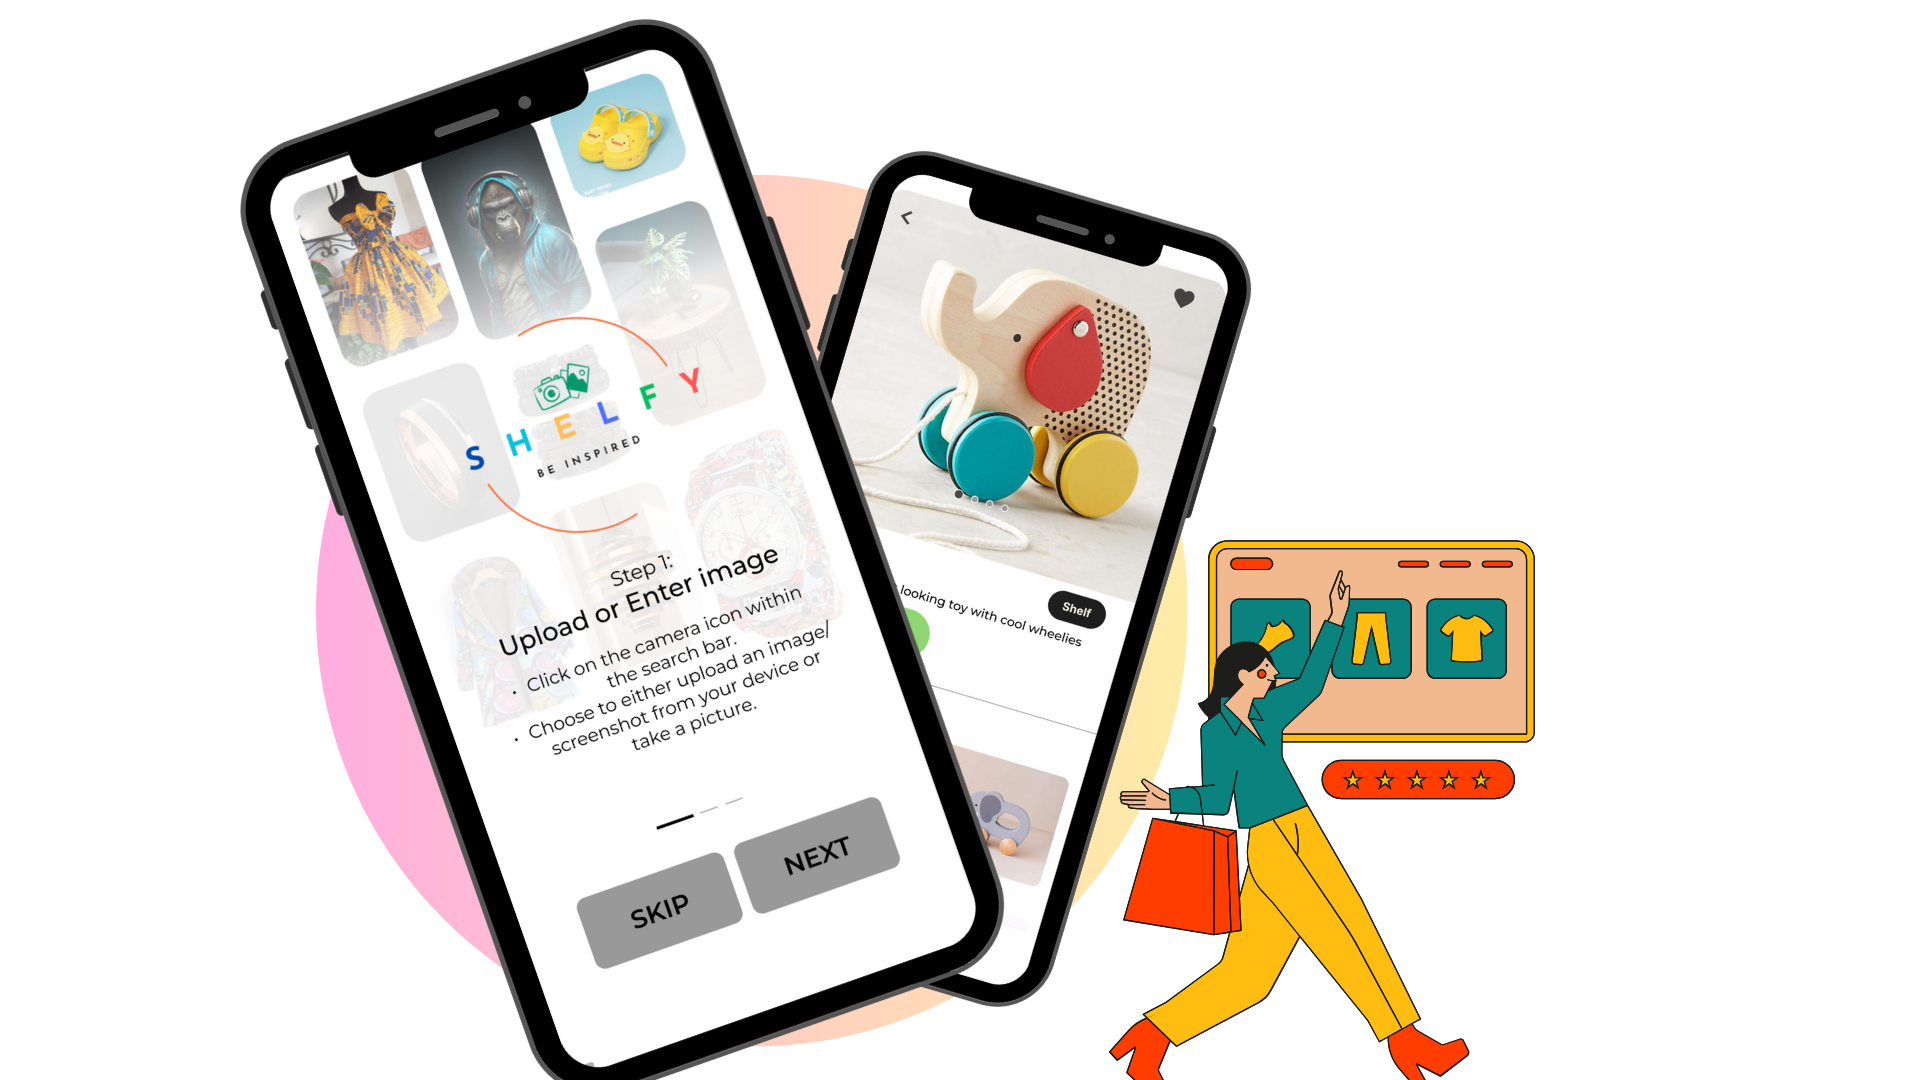 SHELFY
BE INSPIRED
Step 1:
Upload or Enter image
• Click on the camera icon within
the search bar.
• Choose to either upload an image/
screenshot from your device or
take a picture.
SKIP
NEXT
looking toy with cool wheelies
Shelf